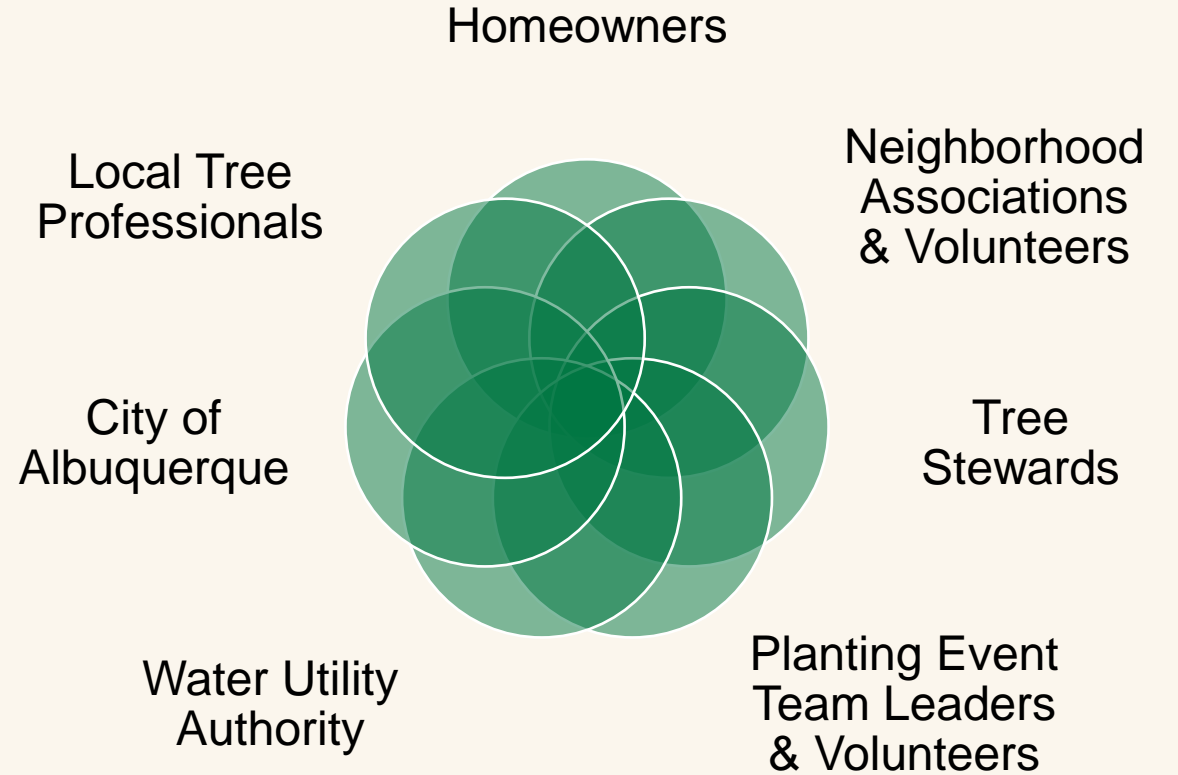 Homeowners
Neighborhood
Associations
& Volunteers
Tree
Stewards
Planting Event
Team Leaders
& Volunteers
Water Utility
Authority
City of
Albuquerque
Local Tree
Professionals